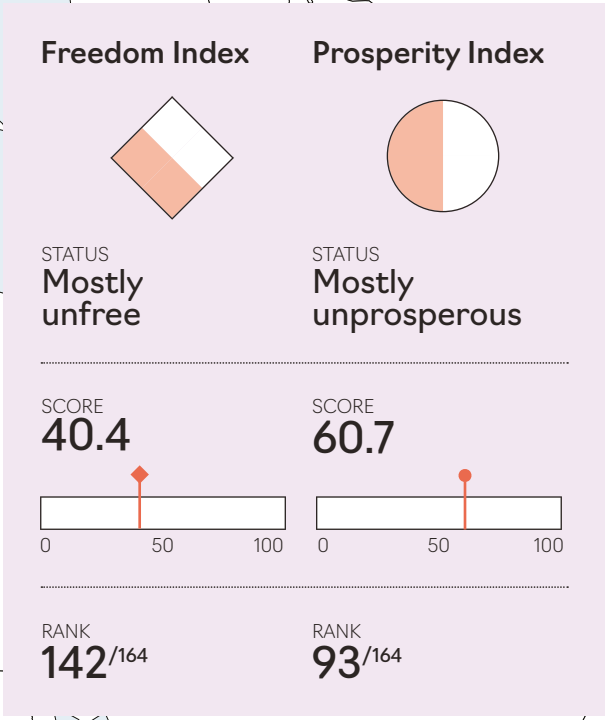 Freedom Index
Prosperity Index
STATUS
Mostly
unfree
STATUS
Mostly
unprosperous
SCORE
40.4
SCORE
60.7
0 50 100
0 50 100
RANK
142/164
RANK
93/164